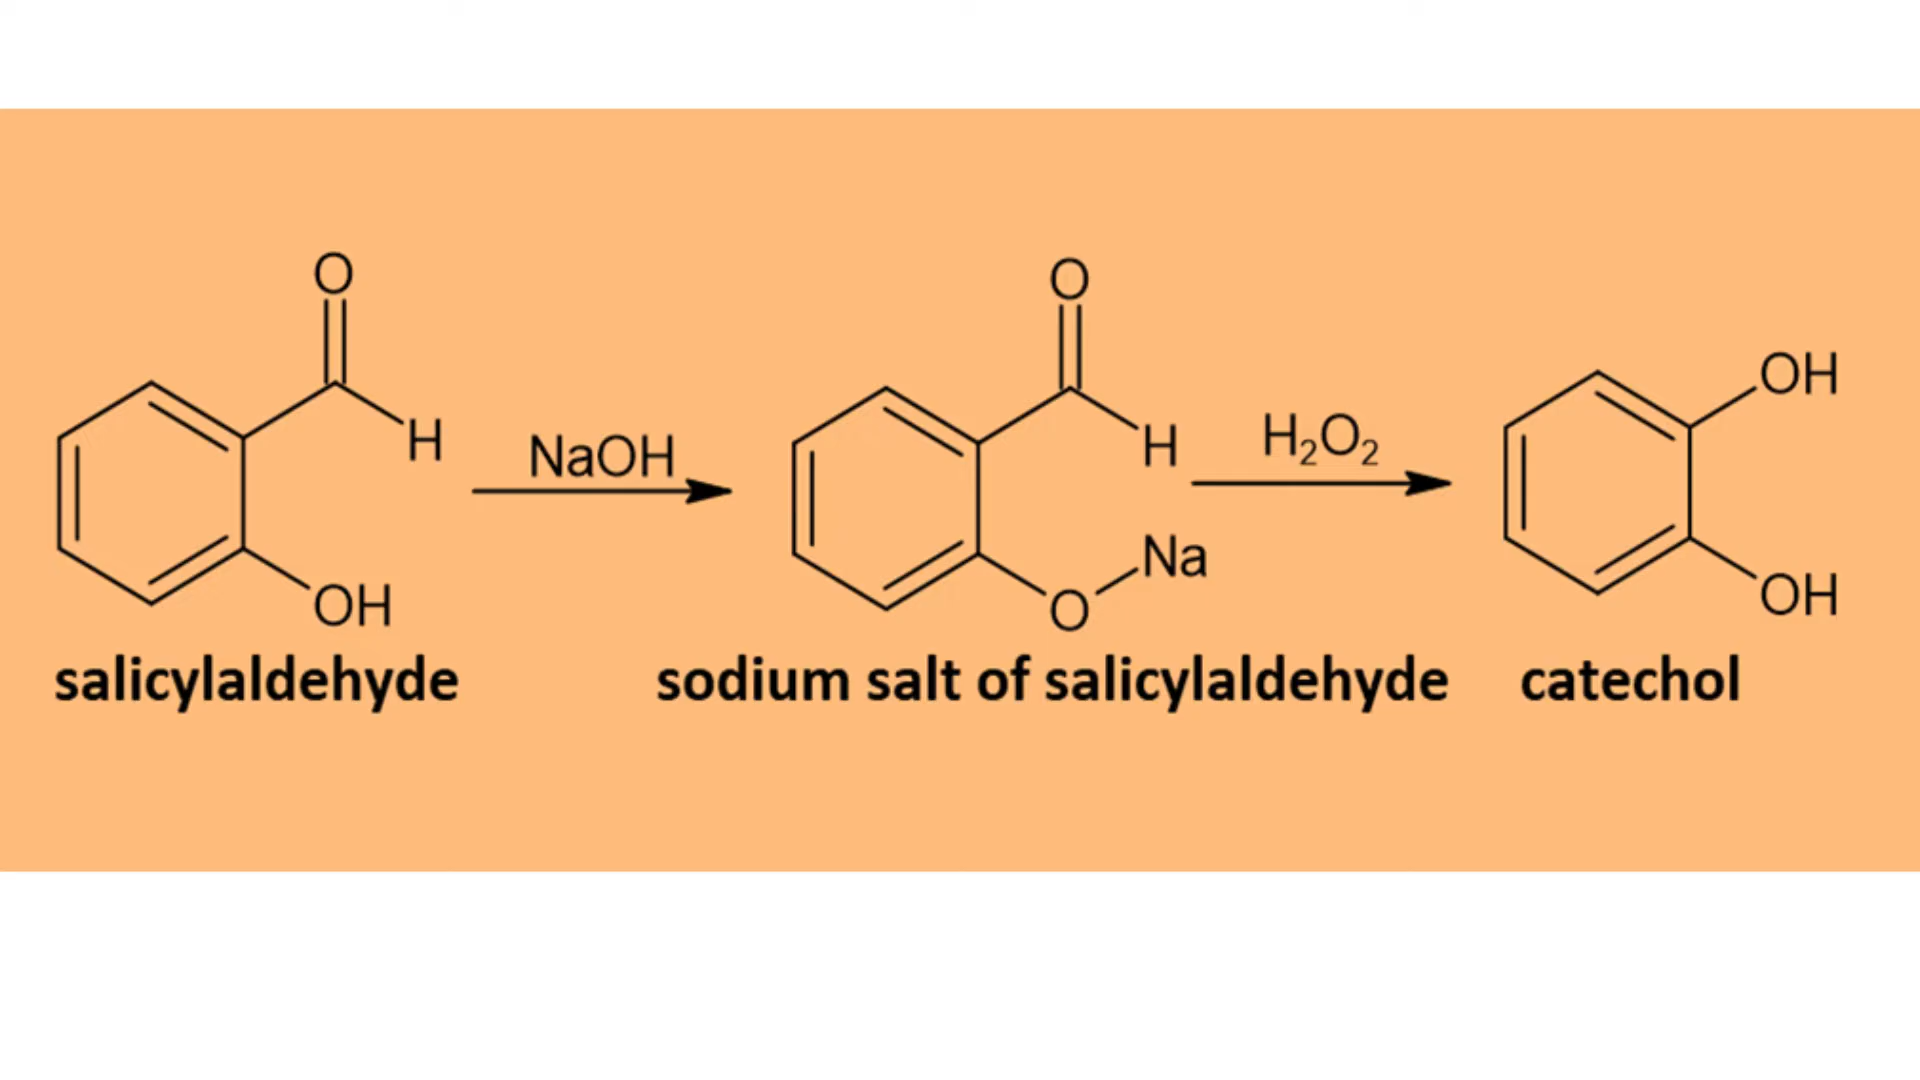 O
H
OH
salicylaldehyde
NaOH
O
H
Na
O
sodium salt of salicylaldehyde
H₂O₂
OH
OH
catechol